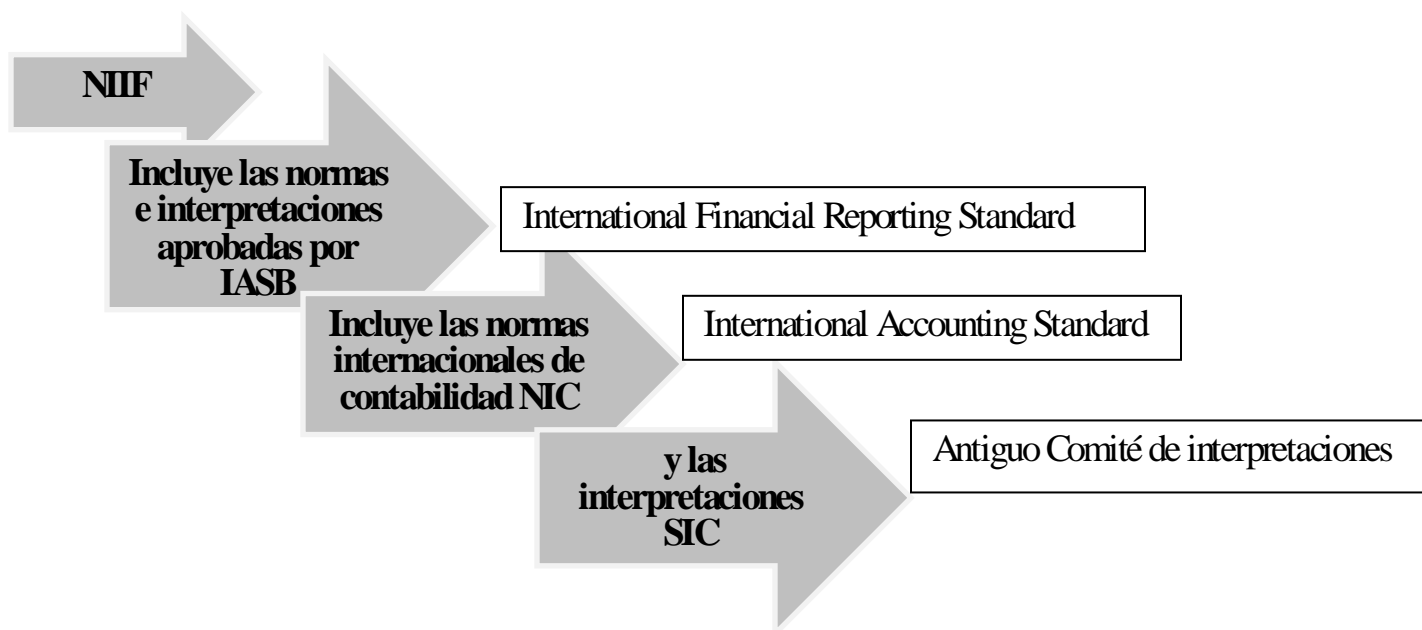 NIIF
Incluye las normas
e interpretaciones
aprobadas por
IASB
International Financial Reporting Standard
Incluye las normas
internacionales de
contabilidad NIC
International Accounting Standard
y las
interpretaciones
SIC
Antiguo Comité de interpretaciones